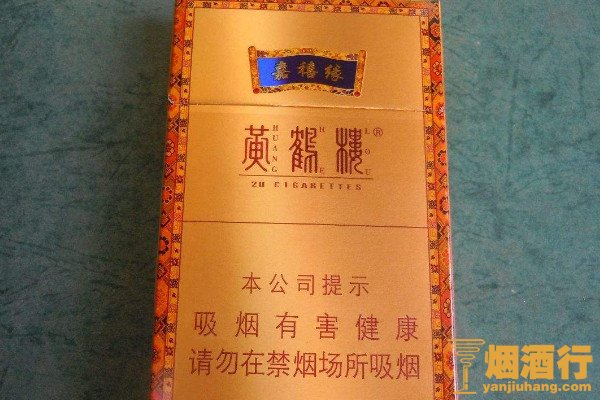 嘉禧缘
黄鹤楼®
HUANG HE LOU
20 CIGARETTES
本公司提示
吸烟有害健康
请勿在禁烟场所吸烟
烟酒行
yanjiuhang.com